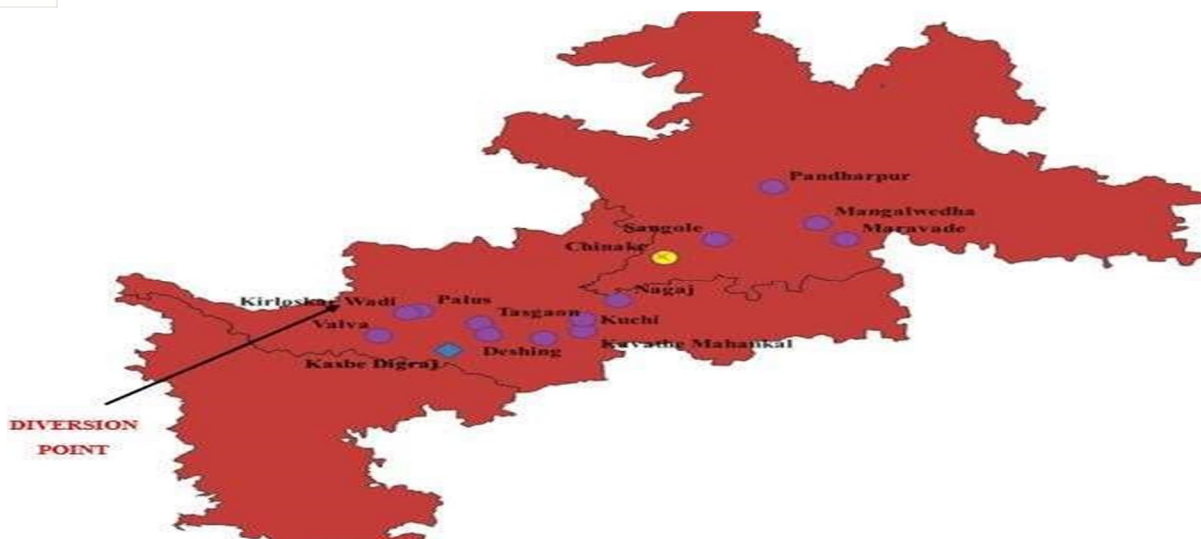 Pandharpur
Mangalwedha
Sangole
Maravade
Chinake
Nagaj
Kirloskar Wadi
Palus
Tasgaon
Kuchi
Valva
Kavathe Mahankal
Deshing
Kasbe Digraj
DIVERSION
POINT